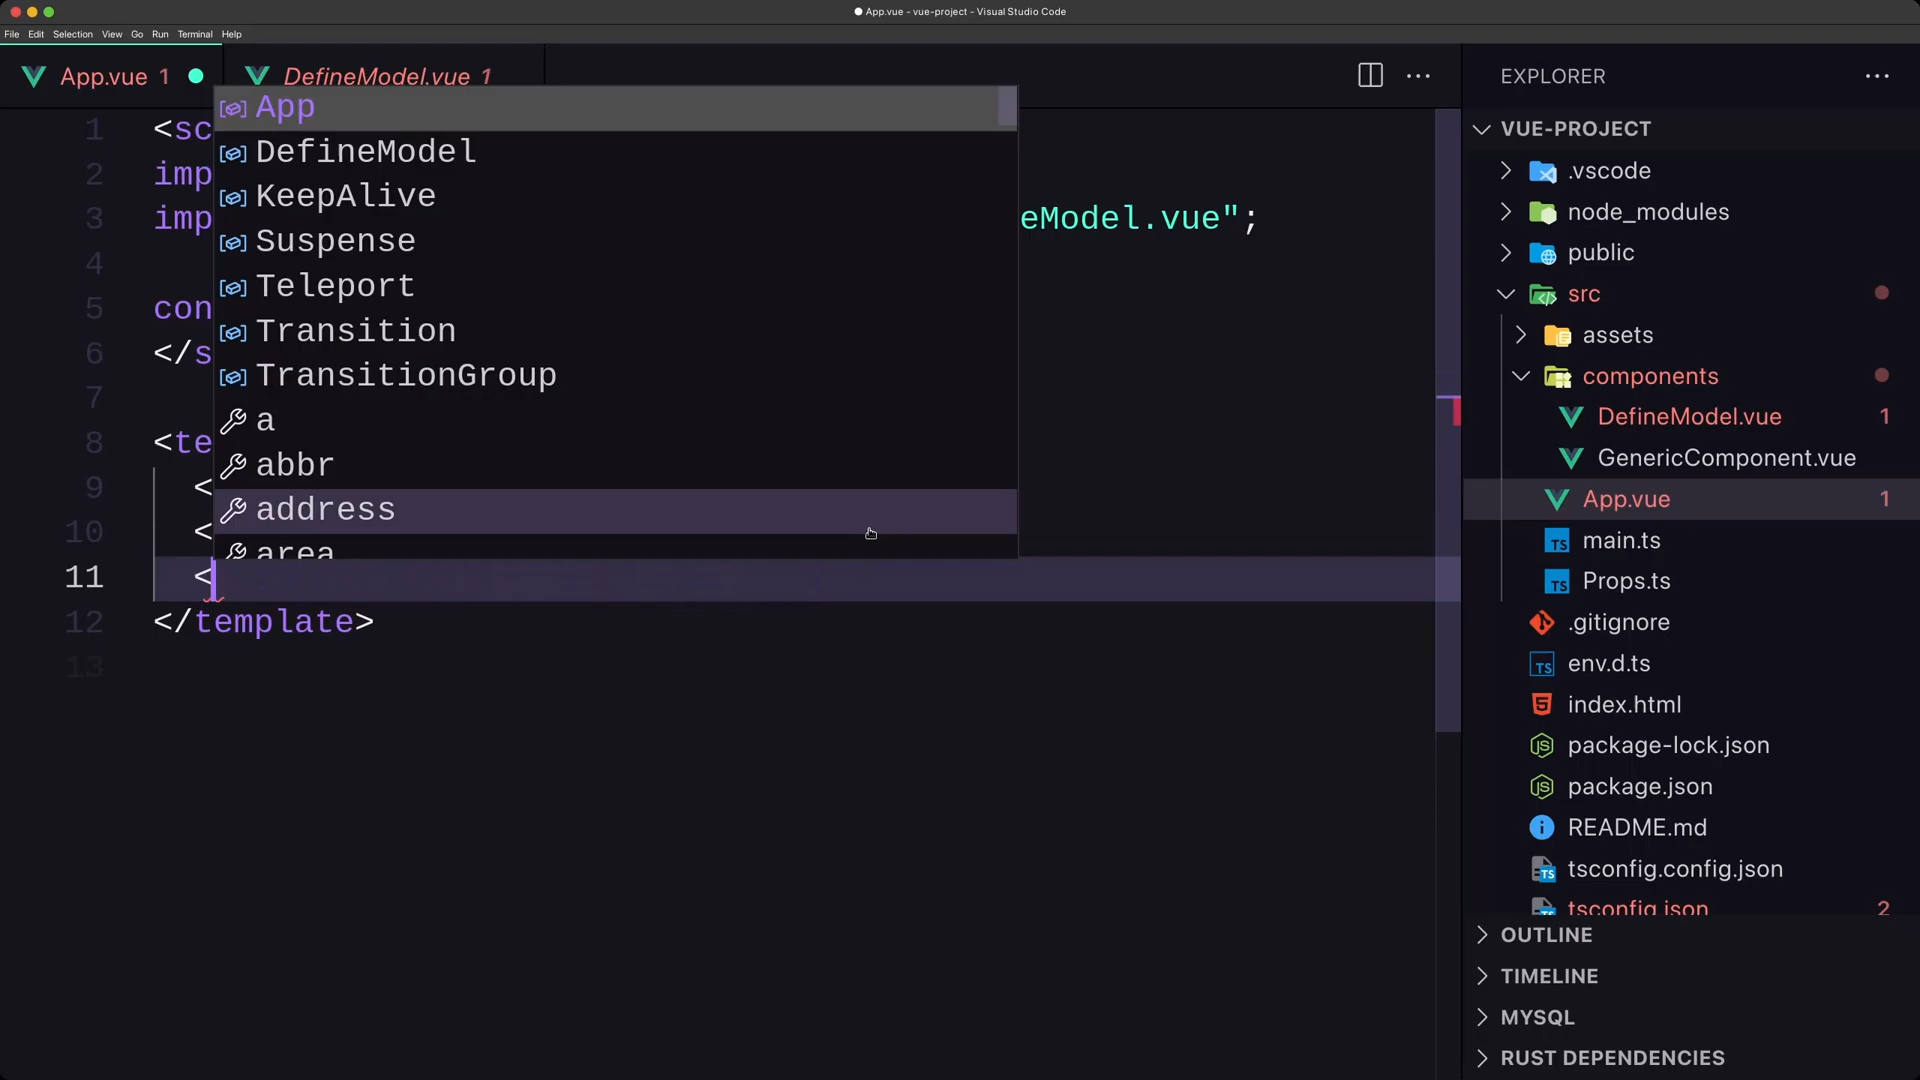 App.vue - vue-project - Visual Studio Code
File Edit Selection View Go Run Terminal Help
App.vue 1
DefineModel.vue 1
EXPLORER
1 <sc
2 imp
3 imp eModel.vue";
4
5 con
6 </s
7
8 <te
9 <
10 <
11 <
12 </template>
13
App
DefineModel
KeepAlive
Suspense
Teleport
Transition
TransitionGroup
a
abbr
address
area
VUE-PROJECT
.vscode
node_modules
public
src
assets
components
DefineModel.vue 1
GenericComponent.vue
App.vue 1
main.ts
Props.ts
.gitignore
env.d.ts
index.html
package-lock.json
package.json
README.md
tsconfig.config.json
tsconfig.json 2
OUTLINE
TIMELINE
MYSQL
RUST DEPENDENCIES